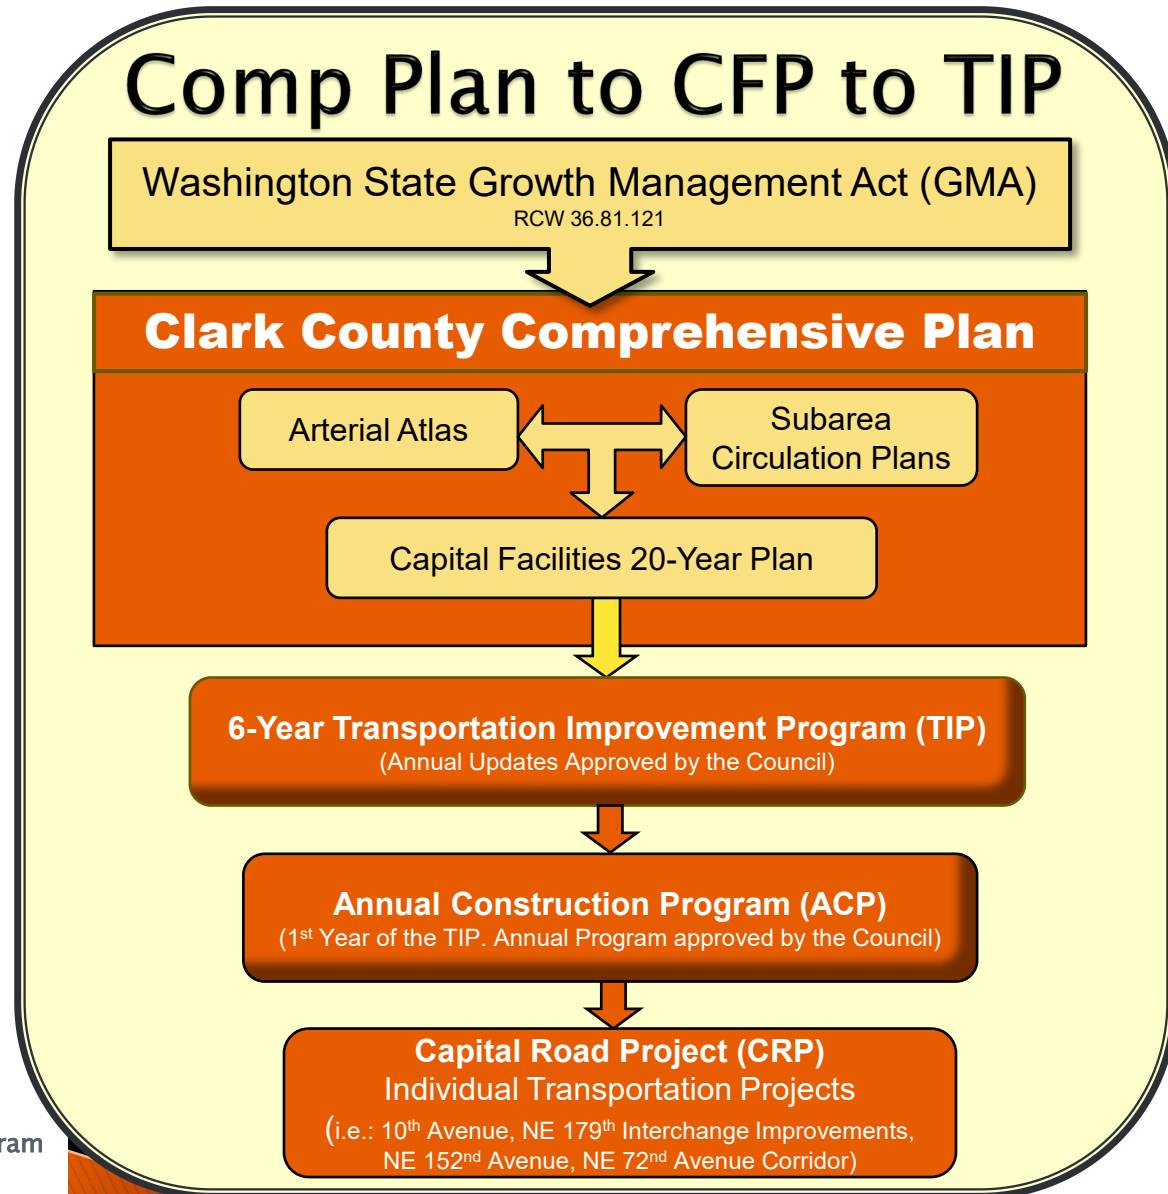 Comp Plan to CFP to TIP
Washington State Growth Management Act (GMA)
RCW 36.81.121
Clark County Comprehensive Plan
Arterial Atlas
Subarea
Circulation Plans
Capital Facilities 20-Year Plan
6-Year Transportation Improvement Program (TIP)
(Annual Updates Approved by the Council)
Annual Construction Program (ACP)
(1st Year of the TIP. Annual Program approved by the Council)
Capital Road Project (CRP)
Individual Transportation Projects
(i.e.: 10th Avenue, NE 179th Interchange Improvements,
NE 152nd Avenue, NE 72nd Avenue Corridor)